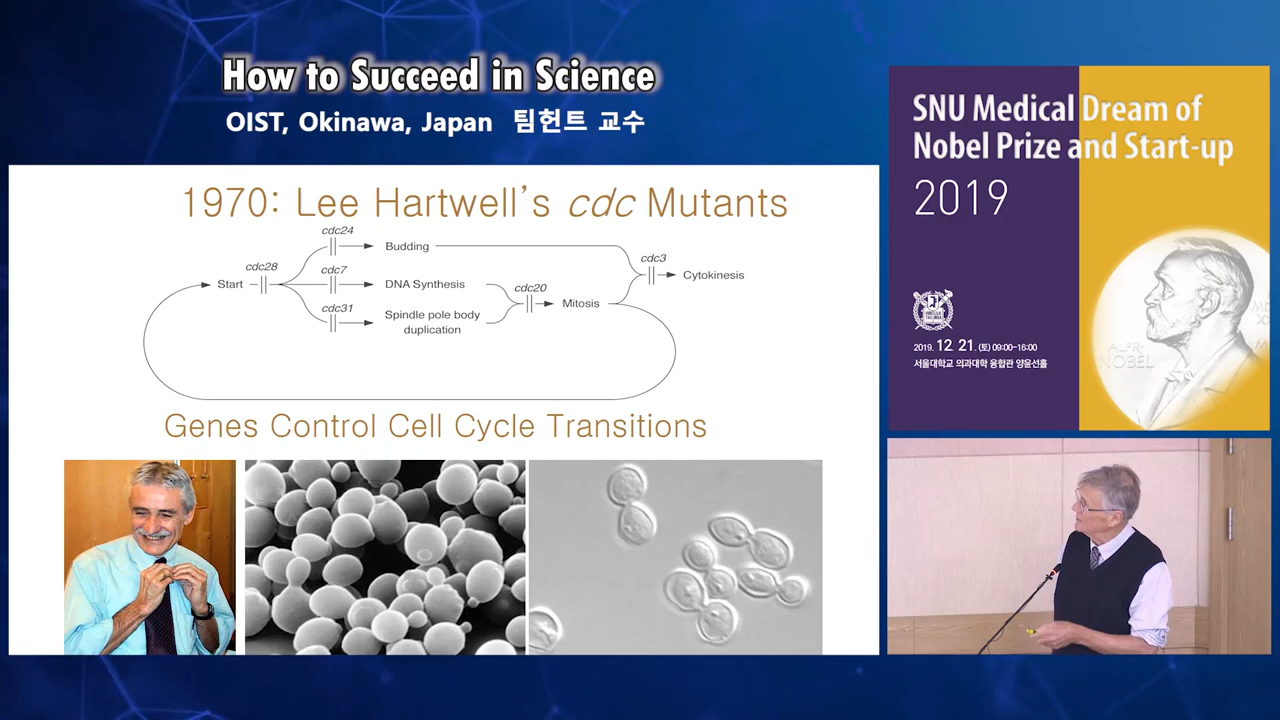 How to Succeed in Science
OIST, Okinawa, Japan 팀헌트 교수
1970: Lee Hartwell's cdc Mutants
cdc24
Budding
cdc3
cdc28
cdc7
Cytokinesis
Start
DNA Synthesis
cdc20
cdc31
Mitosis
Spindle pole body
duplication
Genes Control Cell Cycle Transitions
SNU Medical Dream of
Nobel Prize and Start-up
2019
2019. 12. 21. (토) 09:00-16:00
서울대학교 의과대학 융합관 양윤선홀
ALFR.
NOBEL